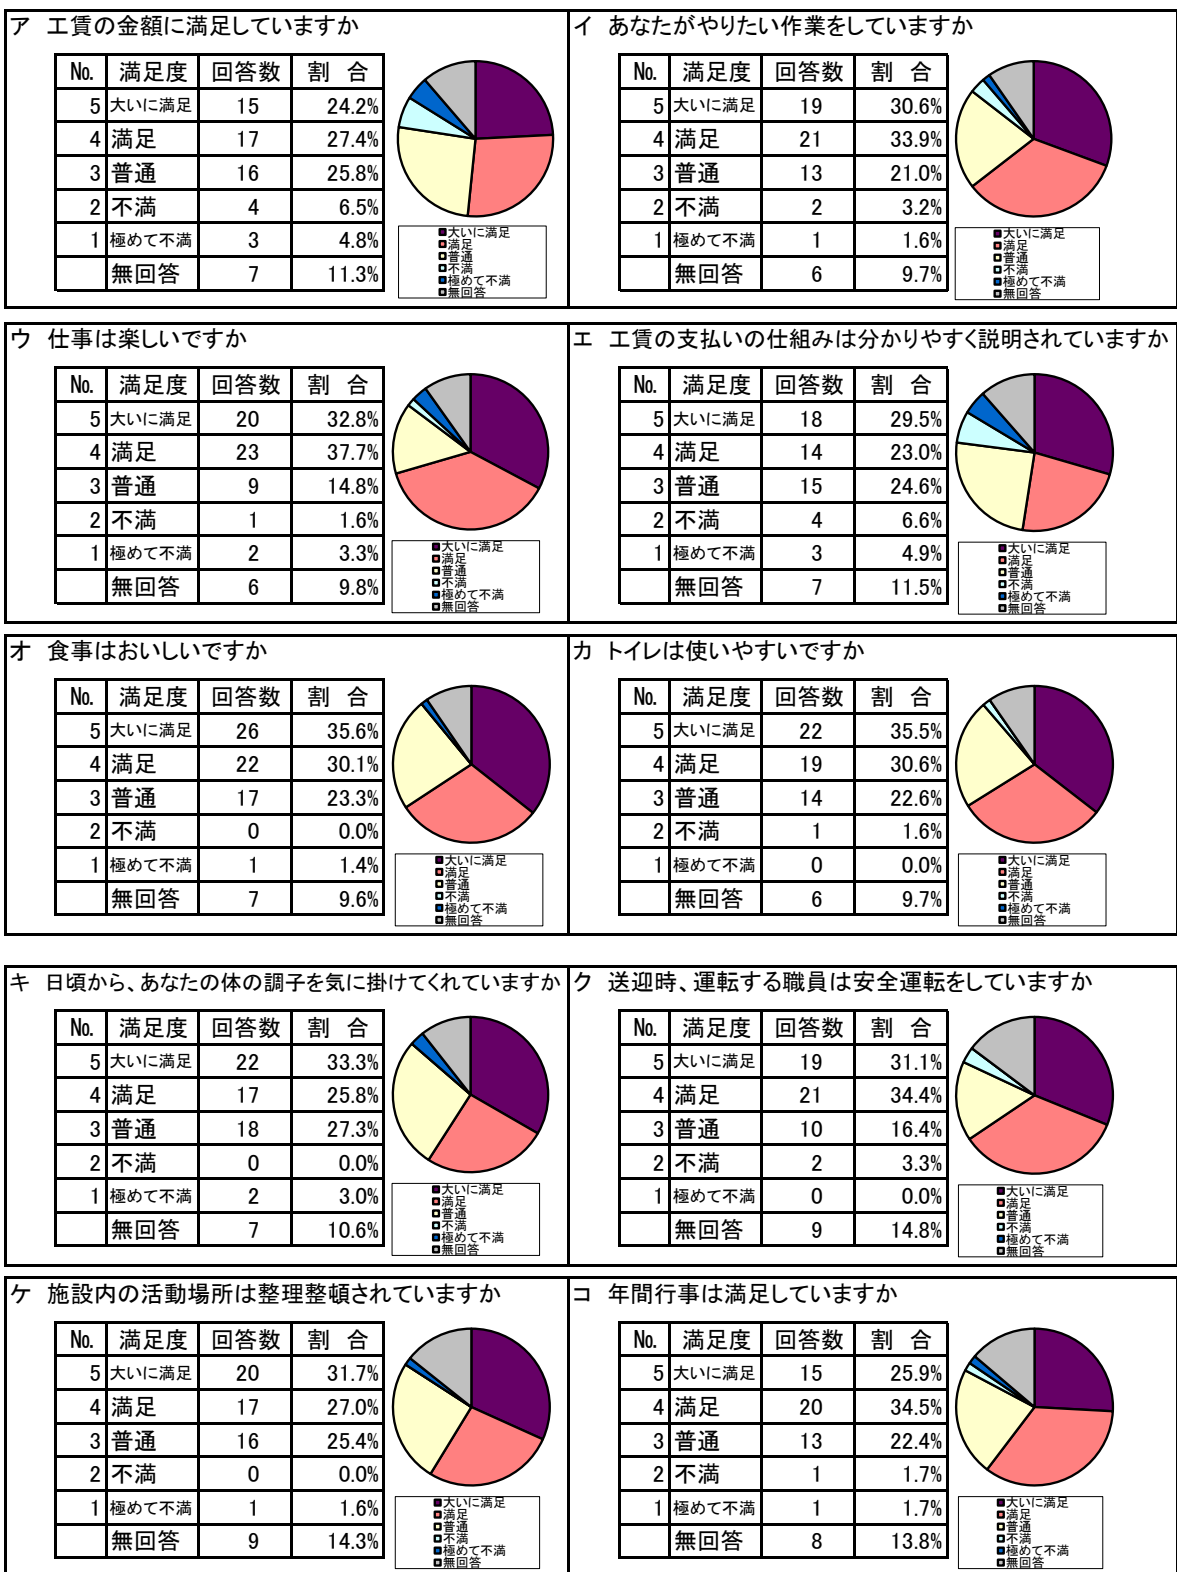 ア 工賃の金額に満足していますか
No. 満足度 回答数 割 合
5 大いに満足 15 24.2%
4 満足 17 27.4%
3 普通 16 25.8%
2 不満 4 6.5%
1 極めて不満 3 4.8%
無回答 7 11.3%
大いに満足
満足
普通
不満
極めて不満
無回答
イ あなたがやりたい作業をしていますか
No. 満足度 回答数 割 合
5 大いに満足 19 30.6%
4 満足 21 33.9%
3 普通 13 21.0%
2 不満 2 3.2%
1 極めて不満 1 1.6%
無回答 6 9.7%
大いに満足
満足
普通
不満
極めて不満
無回答
ウ 仕事は楽しいですか
No. 満足度 回答数 割 合
5 大いに満足 20 32.8%
4 満足 23 37.7%
3 普通 9 14.8%
2 不満 1 1.6%
1 極めて不満 2 3.3%
無回答 6 9.8%
大いに満足
満足
普通
不満
極めて不満
無回答
エ 工賃の支払いの仕組みは分かりやすく説明されていますか
No. 満足度 回答数 割 合
5 大いに満足 18 29.5%
4 満足 14 23.0%
3 普通 15 24.6%
2 不満 4 6.6%
1 極めて不満 3 4.9%
無回答 7 11.5%
大いに満足
満足
普通
不満
極めて不満
無回答
オ 食事はおいしいですか
No. 満足度 回答数 割 合
5 大いに満足 26 35.6%
4 満足 22 30.1%
3 普通 17 23.3%
2 不満 0 0.0%
1 極めて不満 1 1.4%
無回答 7 9.6%
大いに満足
満足
普通
不満
極めて不満
無回答
カ トイレは使いやすいですか
No. 満足度 回答数 割 合
5 大いに満足 22 35.5%
4 満足 19 30.6%
3 普通 14 22.6%
2 不満 1 1.6%
1 極めて不満 0 0.0%
無回答 6 9.7%
大いに満足
満足
普通
不満
極めて不満
無回答
キ 日頃から、あなたの体の調子を気に掛けてくれていますか
No. 満足度 回答数 割 合
5 大いに満足 22 33.3%
4 満足 17 25.8%
3 普通 18 27.3%
2 不満 0 0.0%
1 極めて不満 2 3.0%
無回答 7 10.6%
大いに満足
満足
普通
不満
極めて不満
無回答
ク 送迎時、運転する職員は安全運転をしていますか
No. 満足度 回答数 割 合
5 大いに満足 19 31.1%
4 満足 21 34.4%
3 普通 10 16.4%
2 不満 2 3.3%
1 極めて不満 0 0.0%
無回答 9 14.8%
大いに満足
満足
普通
不満
極めて不満
無回答
ケ 施設内の活動場所は整理整頓されていますか
No. 満足度 回答数 割 合
5 大いに満足 20 31.7%
4 満足 17 27.0%
3 普通 16 25.4%
2 不満 0 0.0%
1 極めて不満 1 1.6%
無回答 9 14.3%
大いに満足
満足
普通
不満
極めて不満
無回答
コ 年間行事は満足していますか
No. 満足度 回答数 割 合
5 大いに満足 15 25.9%
4 満足 20 34.5%
3 普通 13 22.4%
2 不満 1 1.7%
1 極めて不満 1 1.7%
無回答 8 13.8%
大いに満足
満足
普通
不満
極めて不満
無回答